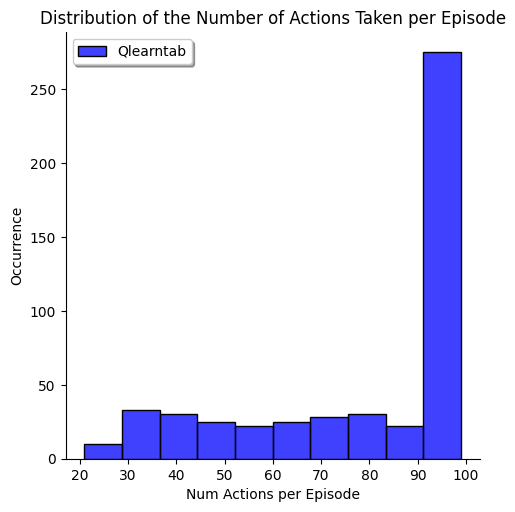 Distribution of the Number of Actions Taken per Episode
Qlearntab
250
200
150
100
50
0
Occurrence
20 30 40 50 60 70 80 90 100
Num Actions per Episode